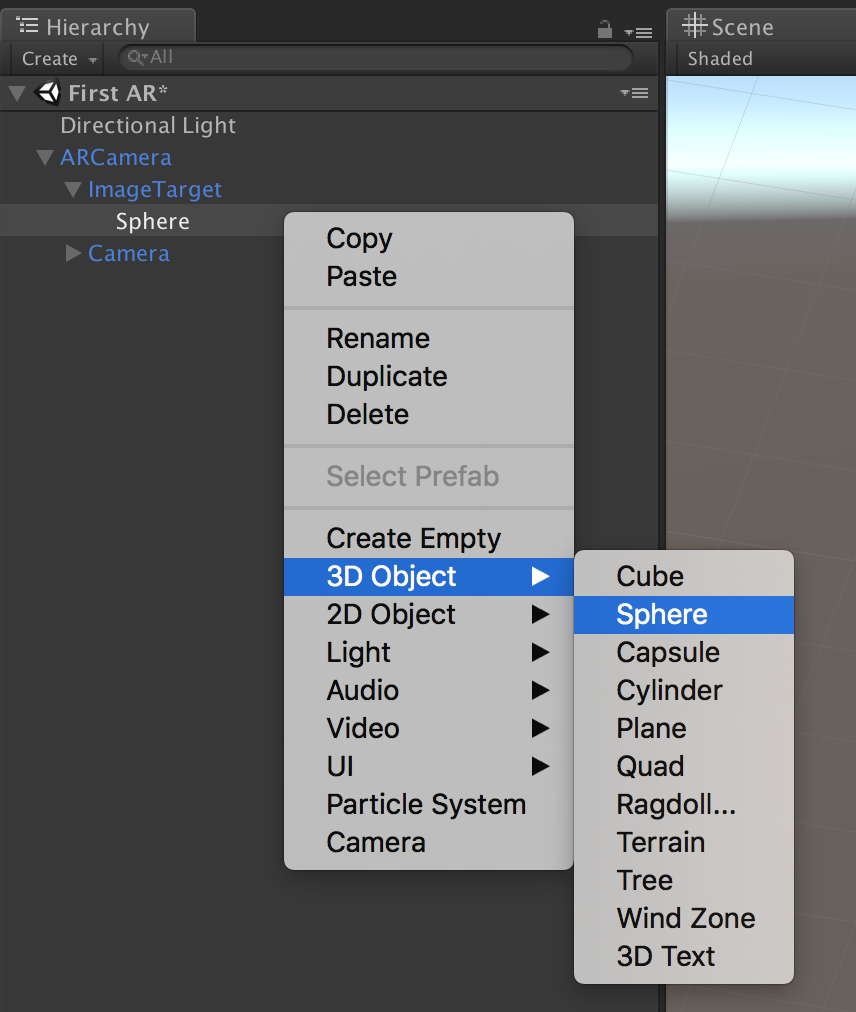 Hierarchy
Create
All
First AR*
Directional Light
ARCamera
ImageTarget
Sphere
Camera
Scene
Shaded
Copy
Paste
Rename
Duplicate
Delete
Select Prefab
Create Empty
3D Object
2D Object
Light
Audio
Video
UI
Particle System
Camera
Cube
Sphere
Capsule
Cylinder
Plane
Quad
Ragdoll...
Terrain
Tree
Wind Zone
3D Text